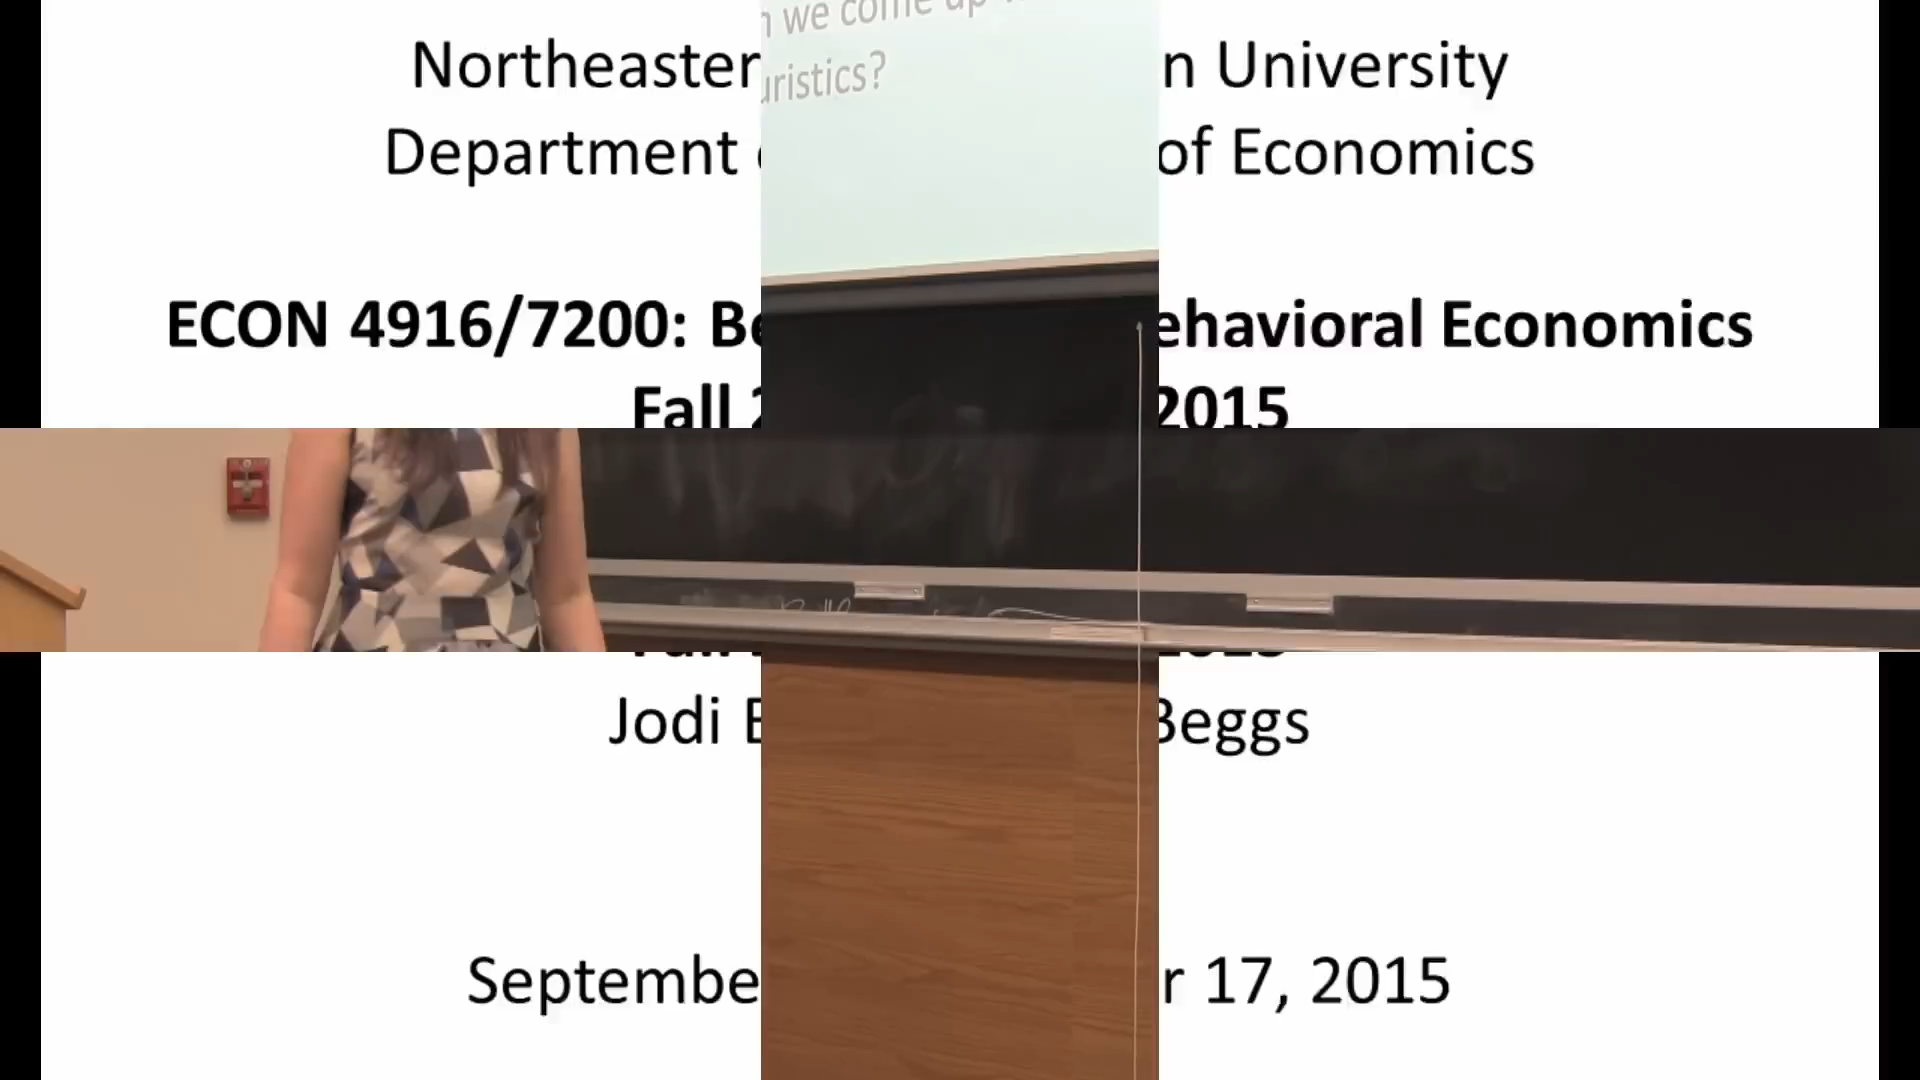 Northeaster n University
Department of Economics
ECON 4916/7200: Be ehavioral Economics
Fall 2 2015
Jodi B Beggs
Septembe r 17, 2015
we come up
uristics?